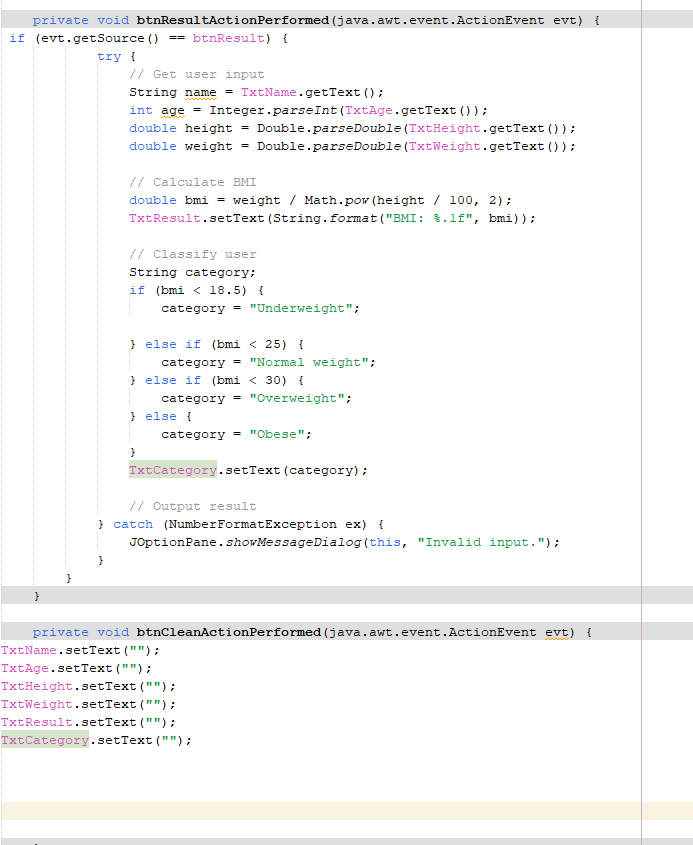 private void btnResultActionPerformed(java.awt.event.ActionEvent evt) {
if (evt.getSource() == btnResult) {
try {
// Get user input
String name = TxtName.getText();
int age = Integer.parseInt(TxtAge.getText());
double height = Double.parseDouble(TxtHeight.getText());
double weight = Double.parseDouble(TxtWeight.getText());
// Calculate BMI
double bmi = weight / Math.pow(height / 100, 2);
TxtResult.setText(String.format("BMI: %.1f", bmi));
// Classify user
String category;
if (bmi < 18.5) {
category = "Underweight";
} else if (bmi < 25) {
category = "Normal weight";
} else if (bmi < 30) {
category = "Overweight";
} else {
category = "Obese";
}
TxtCategory.setText(category);
// Output result
} catch (NumberFormatException ex) {
JOptionPane.showMessageDialog(this, "Invalid input.");
}
}
}
private void btnCleanActionPerformed(java.awt.event.ActionEvent evt) {
TxtName.setText("");
TxtAge.setText("");
TxtHeight.setText("");
TxtWeight.setText("");
TxtResult.setText("");
TxtCategory.setText("");